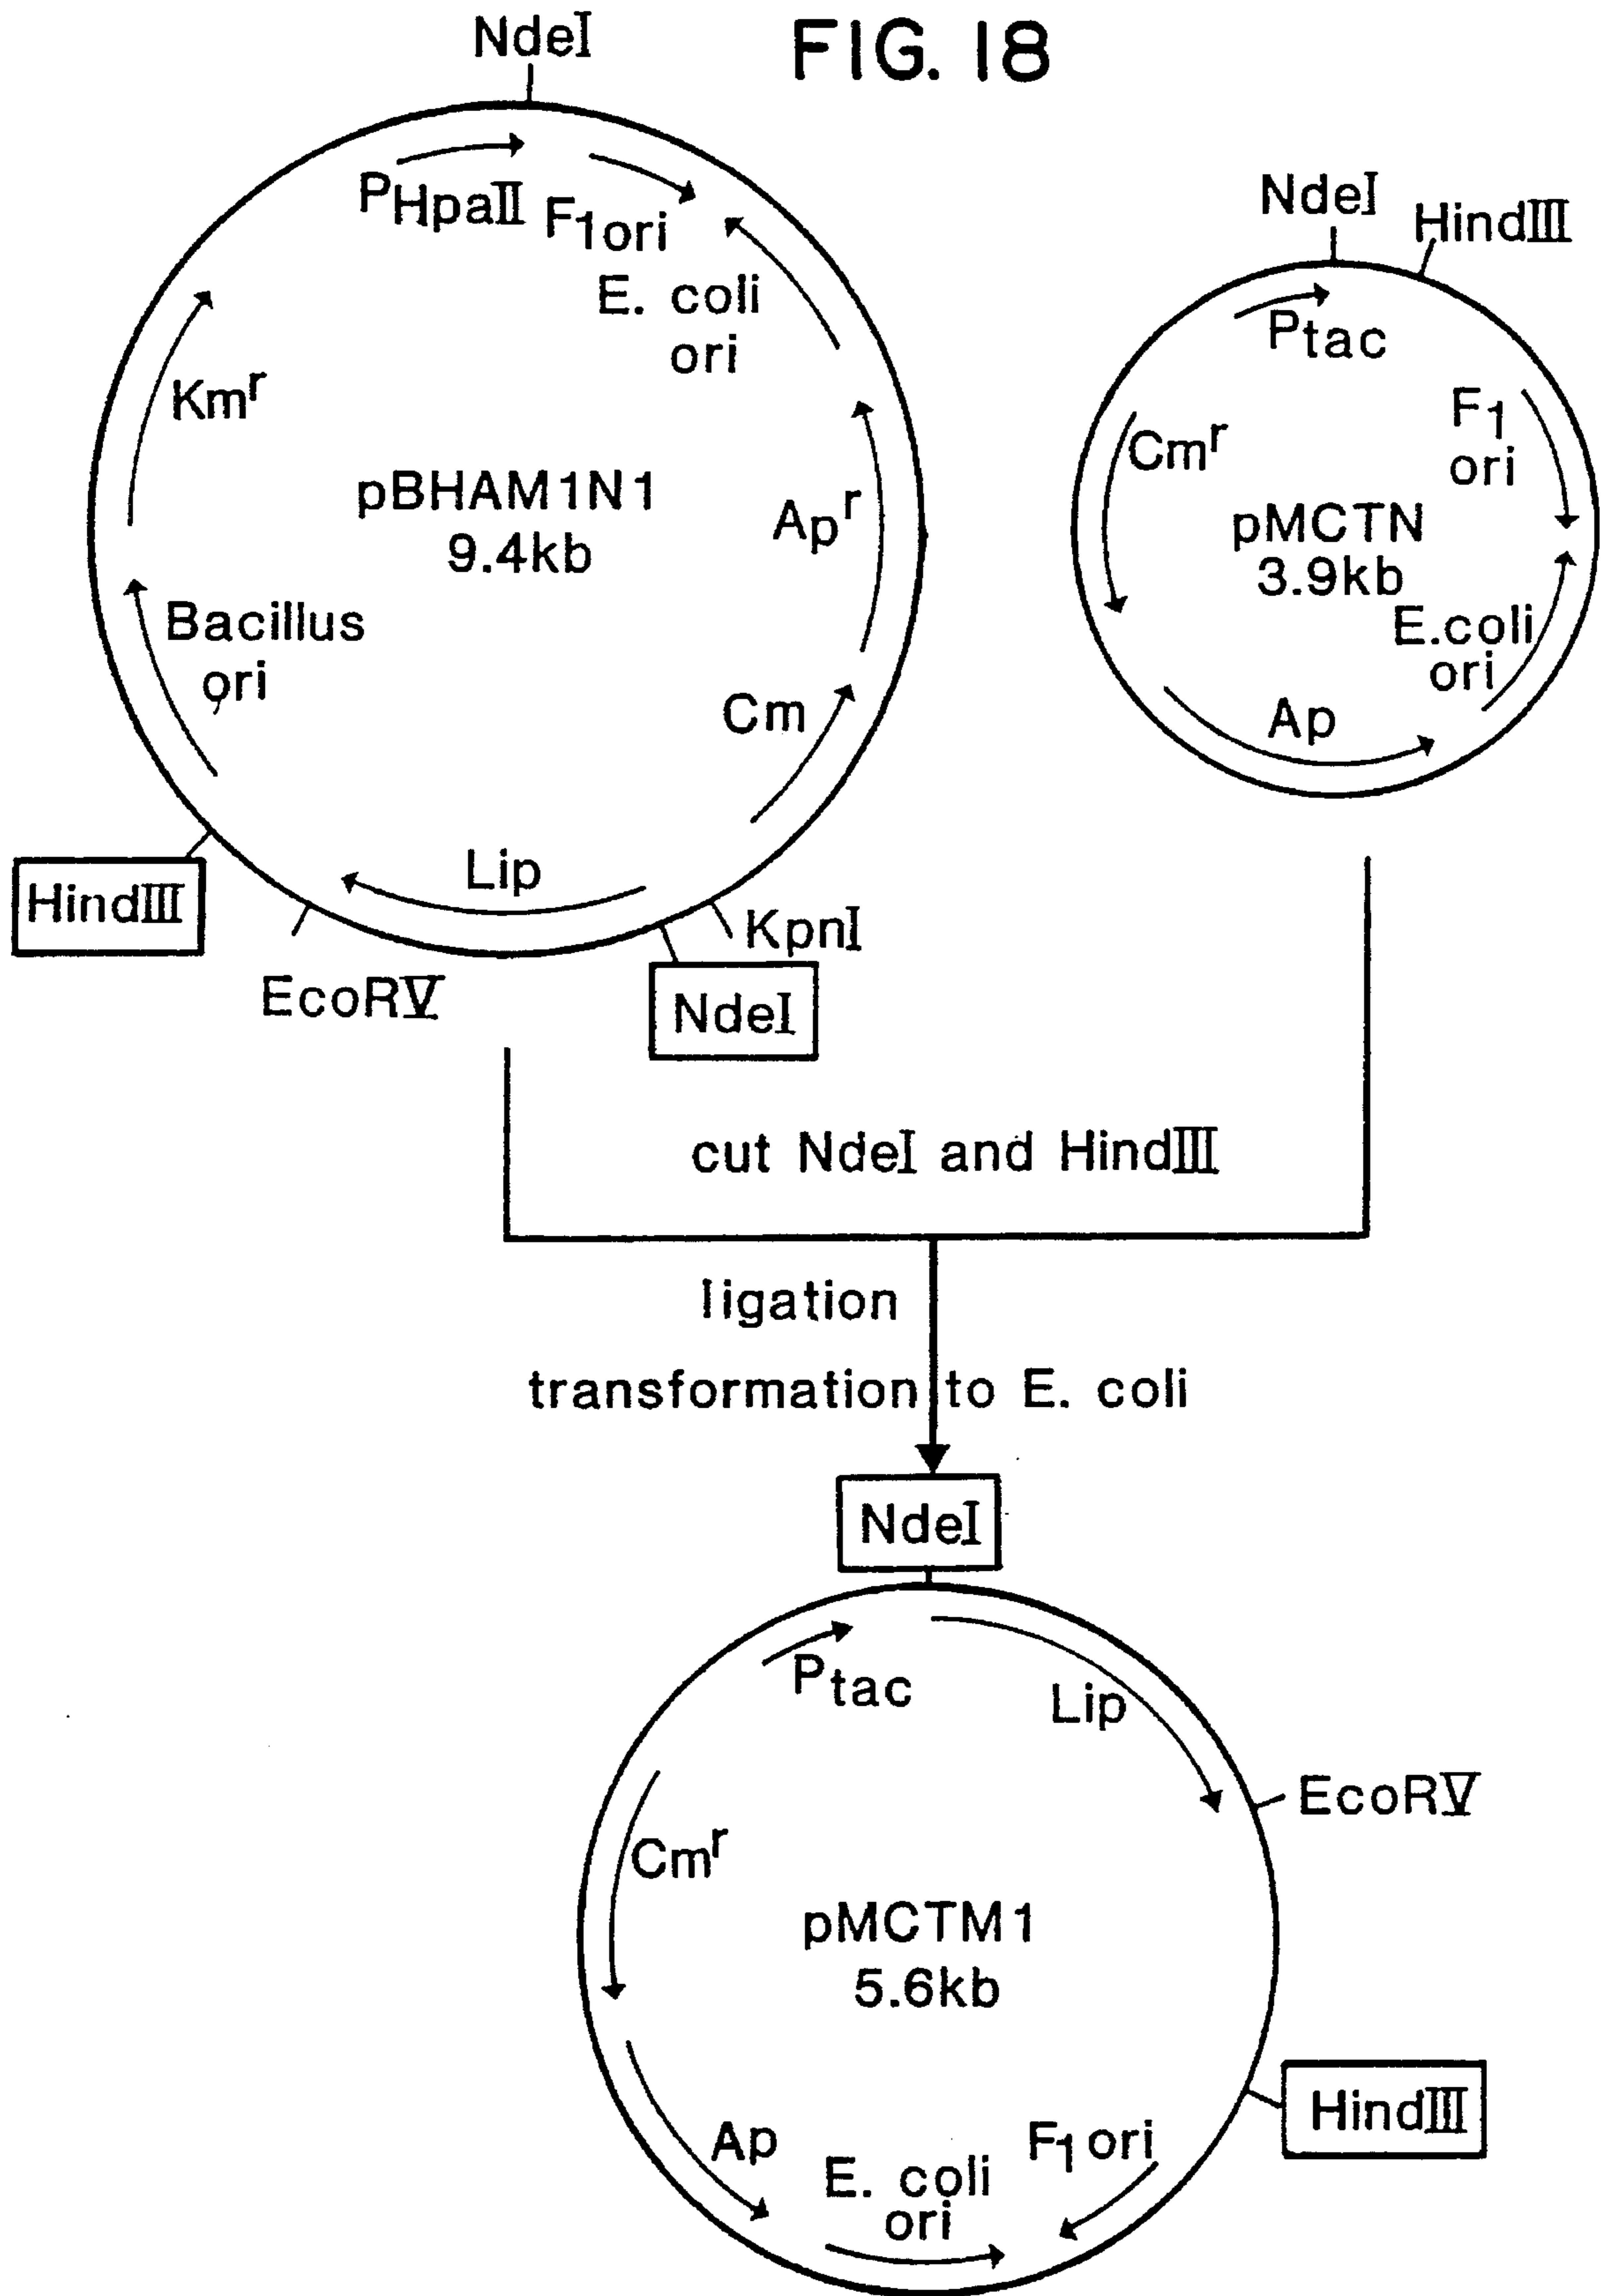 FIG. 18
NdeI
PHpaII
F1ori
E. coli
ori
Kmr
pBHAM1N1
9.4kb
Apr
Bacillus
ori
Cm
Lip
HindIII
EcoRV
KpnI
NdeI
NdeI
HindIII
Ptac
F1
ori
Cmr
pMCTN
3.9kb
E.coli
ori
Ap
cut NdeI and HindIII
ligation
transformation to E. coli
NdeI
Ptac
Lip
EcoRV
Cmr
pMCTM1
5.6kb
HindIII
Ap
E. coli
ori
F1 ori